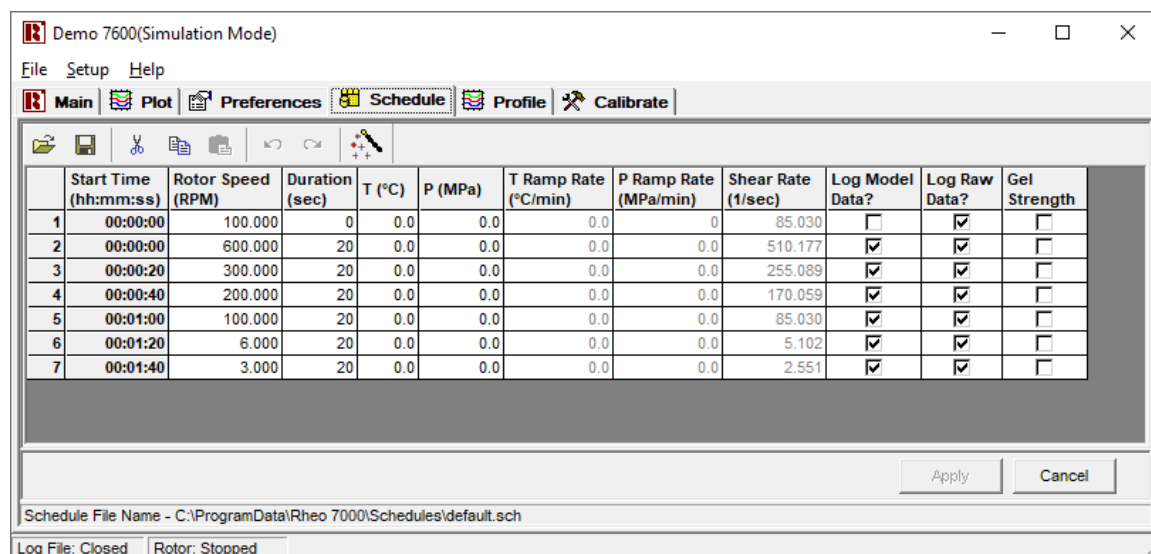 Demo 7600(Simulation Mode)
File Setup Help
Main Plot Preferences Schedule Profile Calibrate
Start Time (hh:mm:ss) Rotor Speed (RPM) Duration (sec) T (°C) P (MPa) T Ramp Rate (°C/min) P Ramp Rate (MPa/min) Shear Rate (1/sec) Log Model Data? Log Raw Data? Gel Strength
1 00:00:00 100.000 0 0.0 0.0 0.0 0 85.030
2 00:00:00 600.000 20 0.0 0.0 0.0 0.0 510.177
3 00:00:20 300.000 20 0.0 0.0 0.0 0.0 255.089
4 00:00:40 200.000 20 0.0 0.0 0.0 0.0 170.059
5 00:01:00 100.000 20 0.0 0.0 0.0 0.0 85.030
6 00:01:20 6.000 20 0.0 0.0 0.0 0.0 5.102
7 00:01:40 3.000 20 0.0 0.0 0.0 0.0 2.551
Apply Cancel
Schedule File Name - C:\ProgramData\Rheo 7000\Schedules\default.sch
Log File: Closed Rotor: Stopped